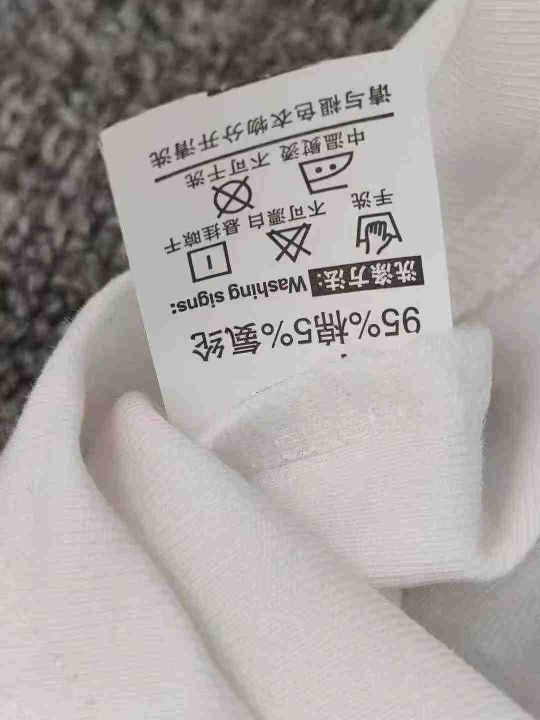 95%棉5%氨纶
洗涤方法: Washing signs:
手洗 不可漂白 悬挂晾干
中温熨烫 不可干洗
请与褪色衣物分开清洗